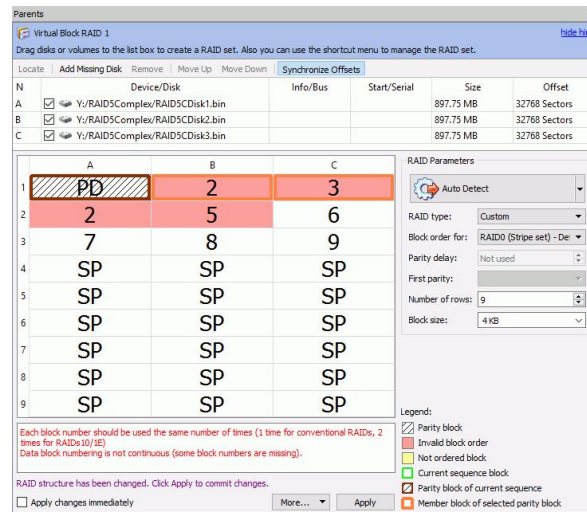 Parents
Virtual Block RAID 1
hide hi
Drag disks or volumes to the list box to create a RAID set. Also you can use the shortcut menu to manage the RAID set.
Locate Add Missing Disk Remove Move Up Move Down Synchronize Offsets
N Device/Disk Info/Bus Start/Serial Size Offset
A Y:/RAID5Complex/RAID5CDisk1.bin 897.75 MB 32768 Sectors
B Y:/RAID5Complex/RAID5CDisk2.bin 897.75 MB 32768 Sectors
C Y:/RAID5Complex/RAID5CDisk3.bin 897.75 MB 32768 Sectors
A B C
1 PD 2 3
2 2 5 6
3 7 8 9
4 SP SP SP
5 SP SP SP
6 SP SP SP
7 SP SP SP
8 SP SP SP
9 SP SP SP
RAID Parameters
Auto Detect
RAID type: Custom
Block order for: RAID0 (Stripe set) - De
Parity delay: Not used
First parity:
Number of rows: 9
Block size: 4 KB
Each block number should be used the same number of times (1 time for conventional RAIDs, 2
times for RAIDs10/1E)
Data block numbering is not continuous (some block numbers are missing).
RAID structure has been changed. Click Apply to commit changes.
Apply changes immediately More... Apply
Legend:
Parity block
Invalid block order
Not ordered block
Current sequence block
Parity block of current sequence
Member block of selected parity block